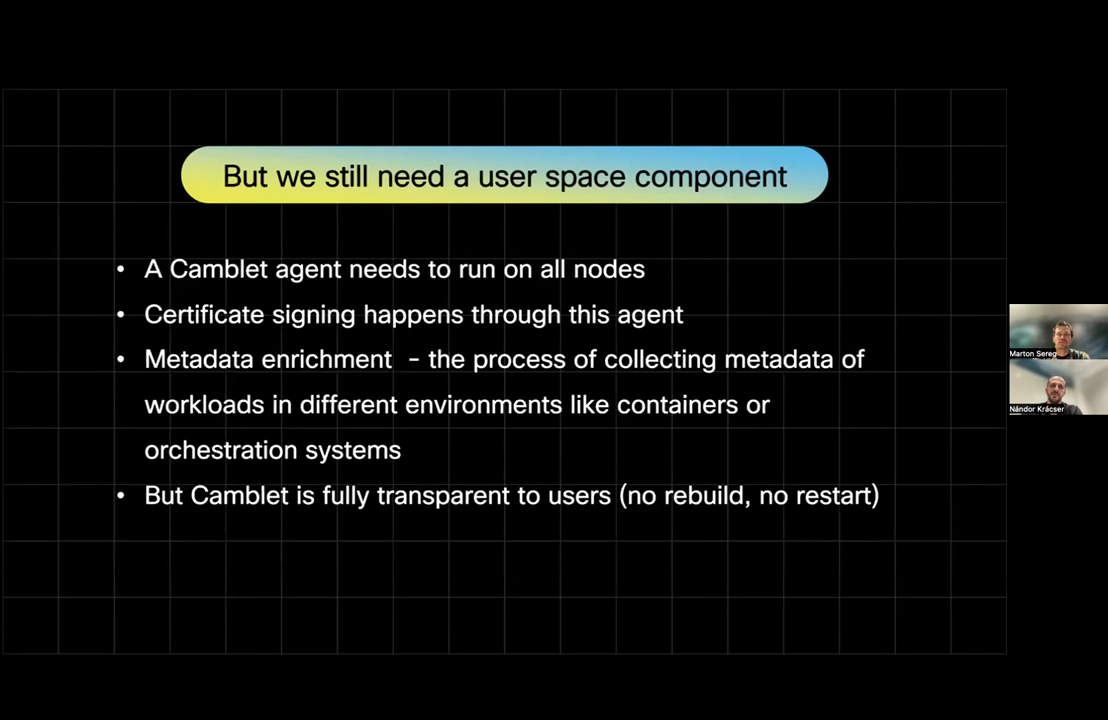 But we still need a user space component
• A Camblet agent needs to run on all nodes
• Certificate signing happens through this agent
• Metadata enrichment - the process of collecting metadata of
workloads in different environments like containers or
orchestration systems
• But Camblet is fully transparent to users (no rebuild, no restart)
Marton Sereg
Nándor Krácser